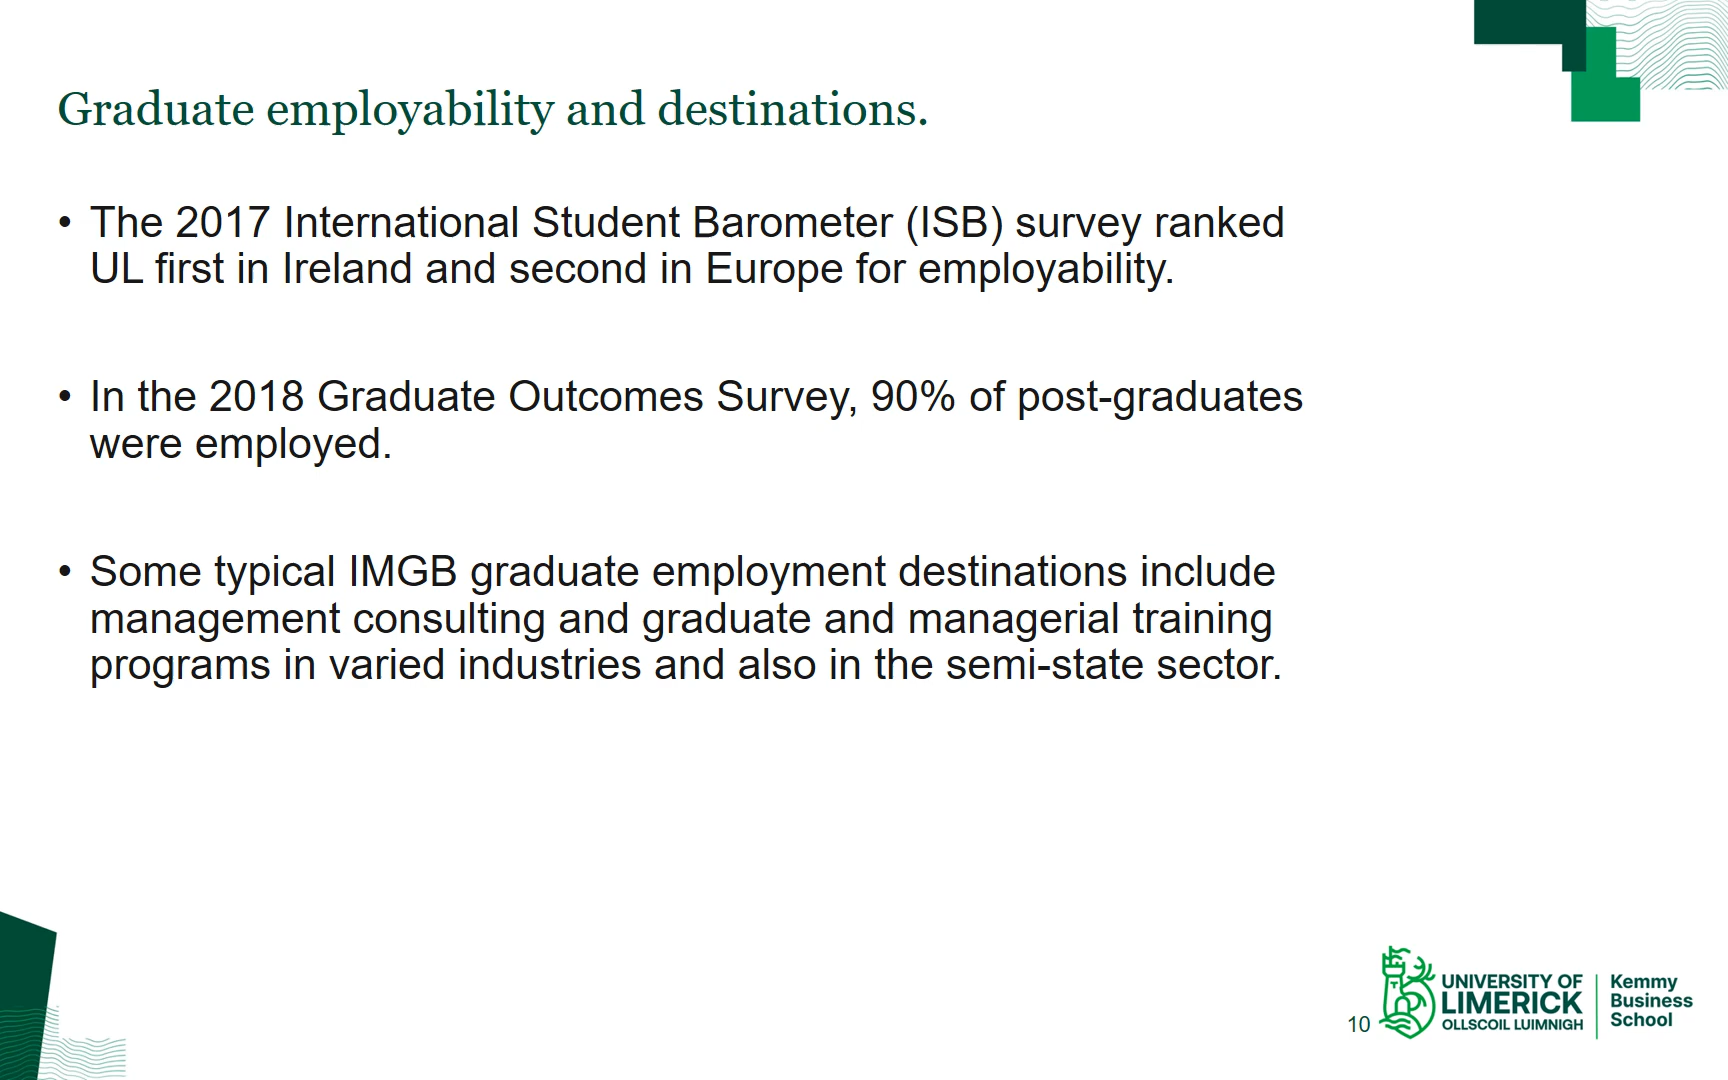 Graduate employability and destinations.
• The 2017 International Student Barometer (ISB) survey ranked
UL first in Ireland and second in Europe for employability.
• In the 2018 Graduate Outcomes Survey, 90% of post-graduates
were employed.
• Some typical IMGB graduate employment destinations include
management consulting and graduate and managerial training
programs in varied industries and also in the semi-state sector.
10
UNIVERSITY OF
LIMERICK
OLLSCOIL LUIMNIGH
Kemmy
Business
School